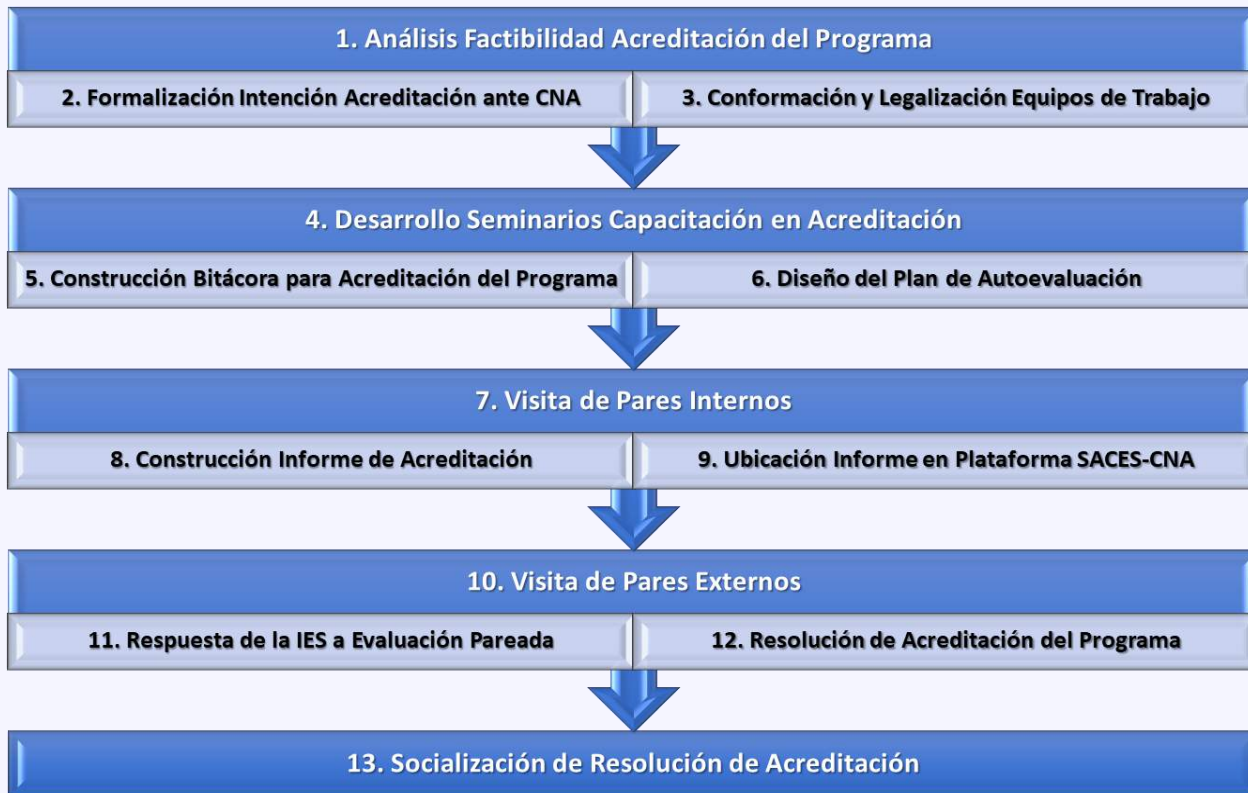 1. Análisis Factibilidad Acreditación del Programa
2. Formalización Intención Acreditación ante CNA
3. Conformación y Legalización Equipos de Trabajo
4. Desarrollo Seminarios Capacitación en Acreditación
5. Construcción Bitácora para Acreditación del Programa
6. Diseño del Plan de Autoevaluación
7. Visita de Pares Internos
8. Construcción Informe de Acreditación
9. Ubicación Informe en Plataforma SACES-CNA
10. Visita de Pares Externos
11. Respuesta de la IES a Evaluación Pareada
12. Resolución de Acreditación del Programa
13. Socialización de Resolución de Acreditación